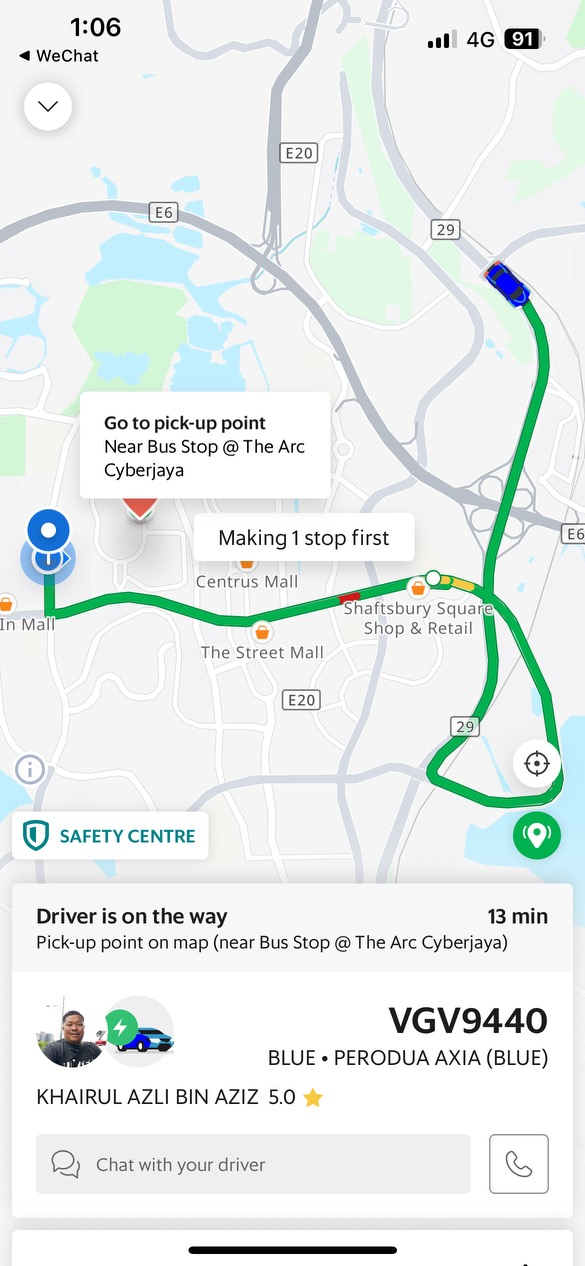 1:06
4G
91
◀ WeChat
E20
E6
29
Go to pick-up point
Near Bus Stop @ The Arc
Cyberjaya
Making 1 stop first
E6
Centrus Mall
In Mall
Shaftsbury Square
Shop & Retail
The Street Mall
E20
29
SAFETY CENTRE
Driver is on the way
13 min
Pick-up point on map (near Bus Stop @ The Arc Cyberjaya)
VGV9440
BLUE • PERODUA AXIA (BLUE)
KHAIRUL AZLI BIN AZIZ 5.0
Chat with your driver